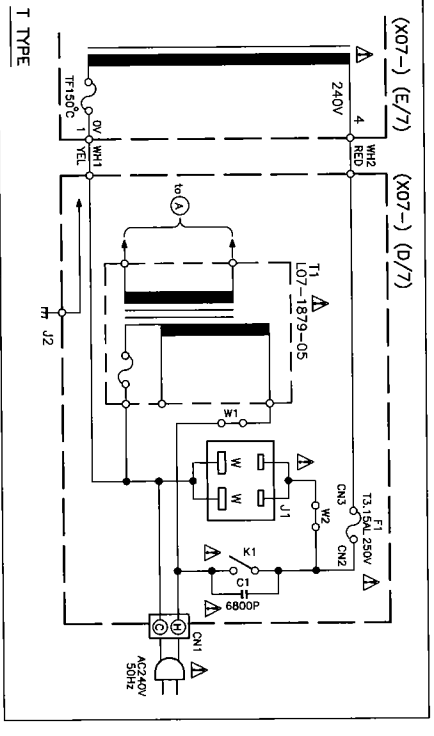 T TYPE
(X07-) (E/7)
TF150°C
240V
0V
1
4
YEL
WH1
RED
WH2
(X07-) (D/7)
to A
T1
L07-1879-05
J2
W1
W
W
J1
W2
CN3
F1
T3.15AL 250V
CN2
K1
C1
6800P
C
H
CN1
AC240V
50Hz